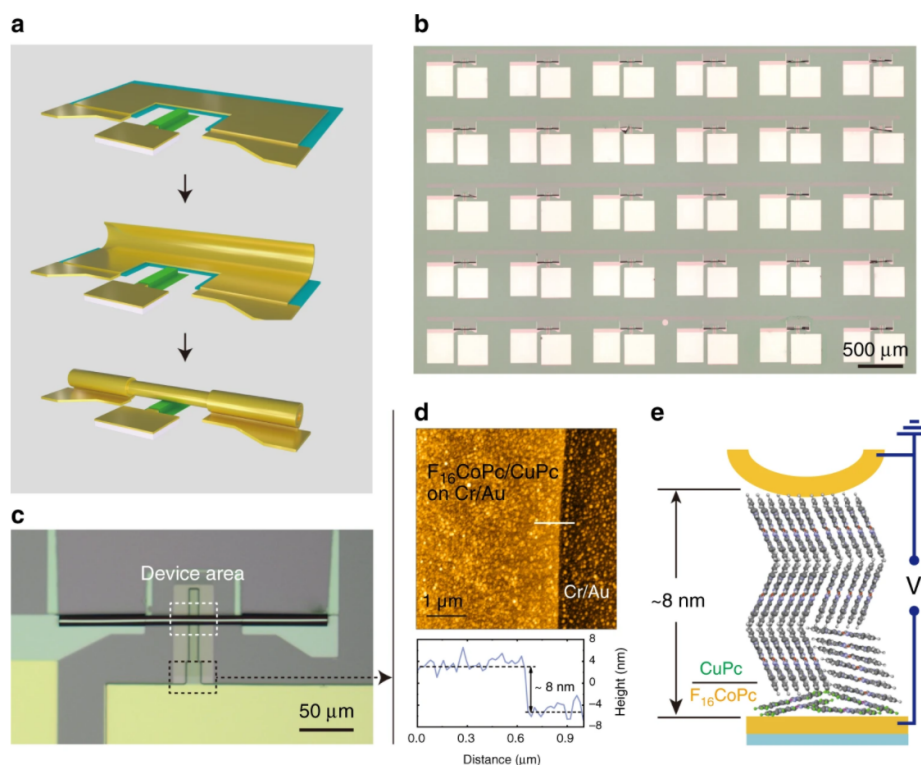 a
b
500 µm
c
Device area
50 µm
d
F₁₆CoPc/CuPc
on Cr/Au
1 µm
Cr/Au
8
4
0
−4
−8
Height (nm)
~ 8 nm
0.0
0.3
0.6
0.9
Distance (µm)
e
~8 nm
V
CuPc
F₁₆CoPc